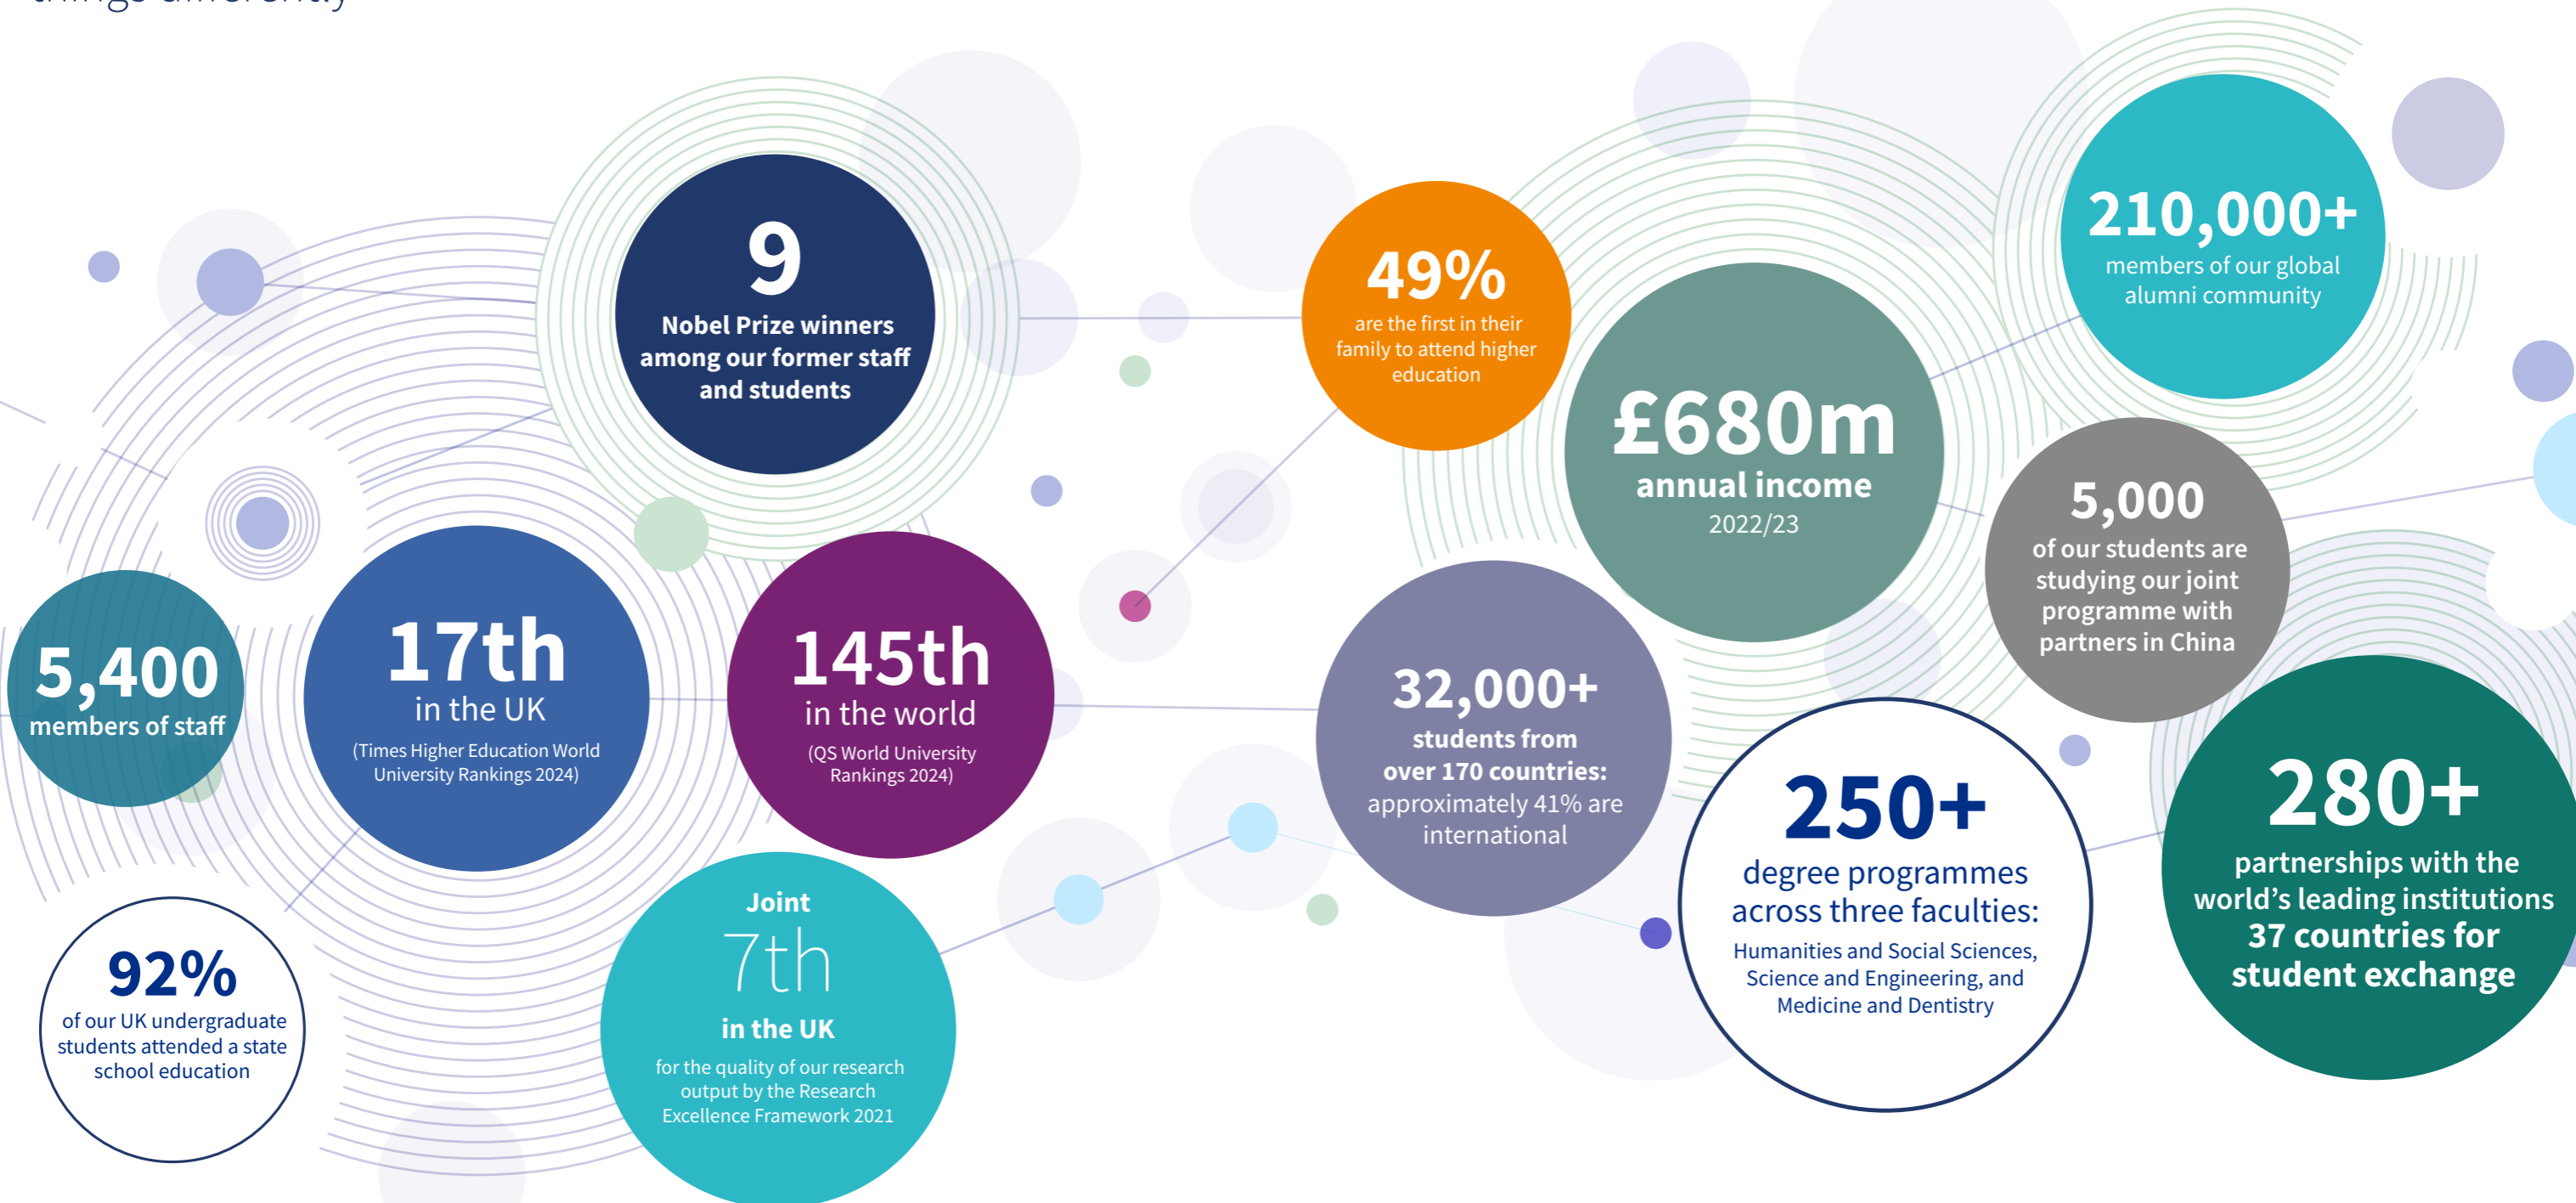 things differently
9
Nobel Prize winners
among our former staff
and students
49%
are the first in their
family to attend higher
education
£680m
annual income
2022/23
210,000+
members of our global
alumni community
5,000
of our students are
studying our joint
programme with
partners in China
5,400
members of staff
17th
in the UK
(Times Higher Education World
University Rankings 2024)
145th
in the world
(QS World University
Rankings 2024)
32,000+
students from
over 170 countries:
approximately 41% are
international
250+
degree programmes
across three faculties:
Humanities and Social Sciences,
Science and Engineering, and
Medicine and Dentistry
280+
partnerships with the
world’s leading institutions
37 countries for
student exchange
92%
of our UK undergraduate
students attended a state
school education
Joint
7th
in the UK
for the quality of our research
output by the Research
Excellence Framework 2021